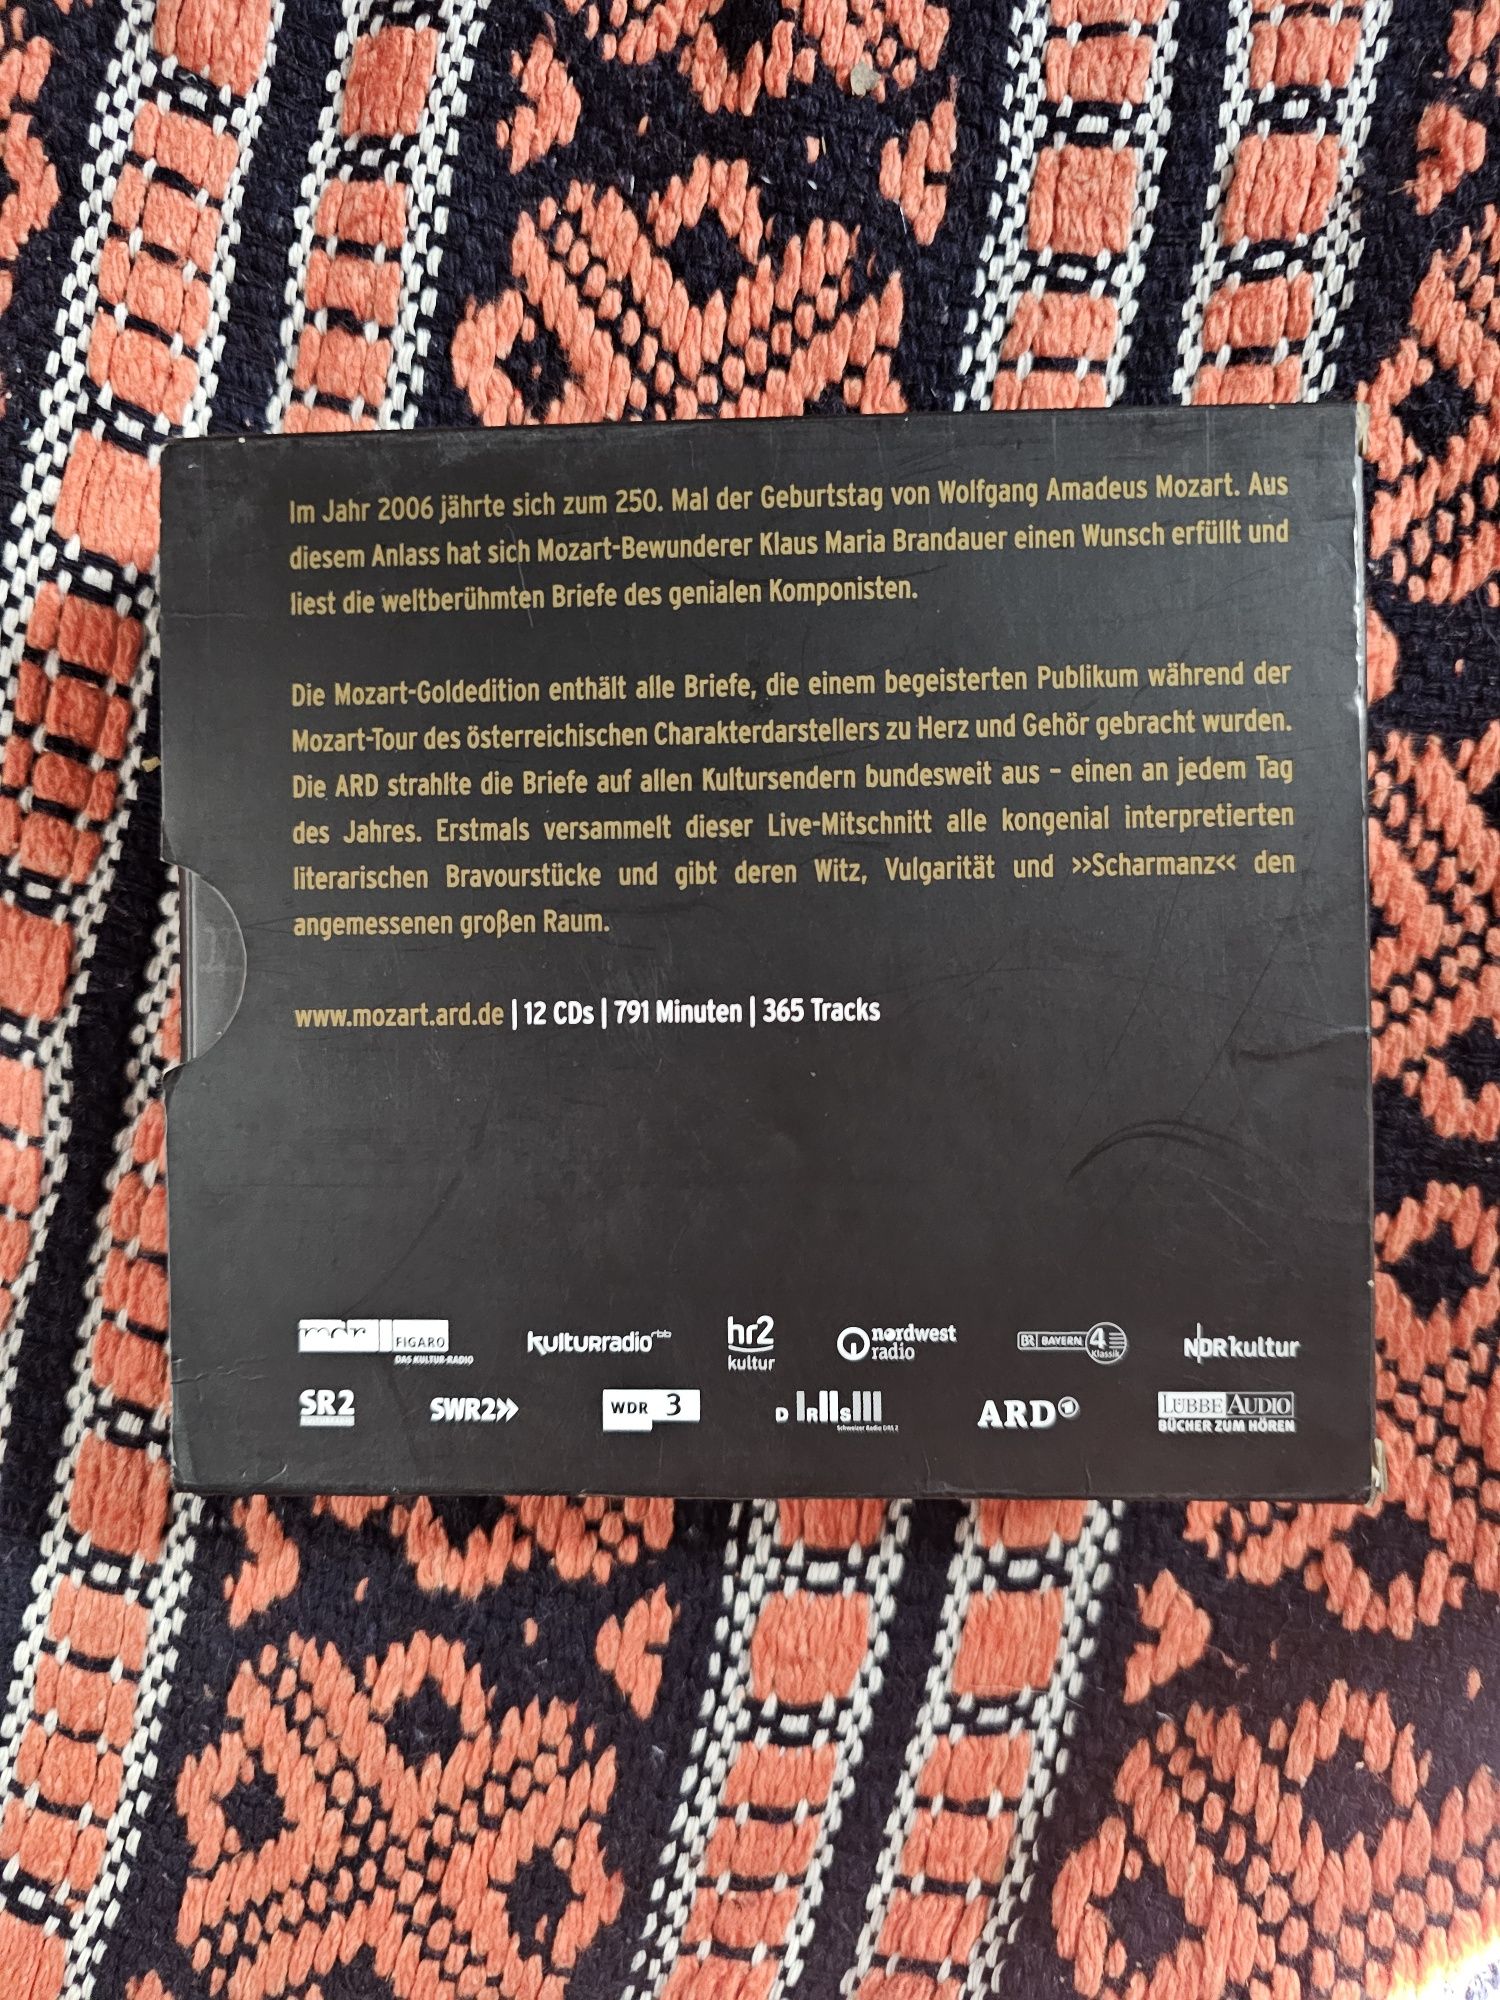 Im Jahr 2006 jährte sich zum 250. Mal der Geburtstag von Wolfgang Amadeus Mozart. Aus
diesem Anlass hat sich Mozart-Bewunderer Klaus Maria Brandauer einen Wunsch erfüllt und
liest die weltberühmten Briefe des genialen Komponisten.
Die Mozart-Goldedition enthält alle Briefe, die einem begeisterten Publikum während der
Mozart-Tour des österreichischen Charakterdarstellers zu Herz und Gehör gebracht wurden.
Die ARD strahlte die Briefe auf allen Kultursendern bundesweit aus – einen an jedem Tag
des Jahres. Erstmals versammelt dieser Live-Mitschnitt alle kongenial interpretierten
literarischen Bravourstücke und gibt deren Witz, Vulgarität und >>Scharmanz<< den
angemessenen großen Raum.
www.mozart.ard.de | 12 CDs | 791 Minuten | 365 Tracks
mdr FIGARO
DAS KULTUR-RADIO
kulturradio rbb
hr2
kultur
nordwest
radio
BR BAYERN 4
Klassik
NDR kultur
SR2
SWR2>>
WDR 3
D R S II
Schweizer Radio DRS 2
ARD 1
LÜBBE AUDIO
BÜCHER ZUM HÖREN